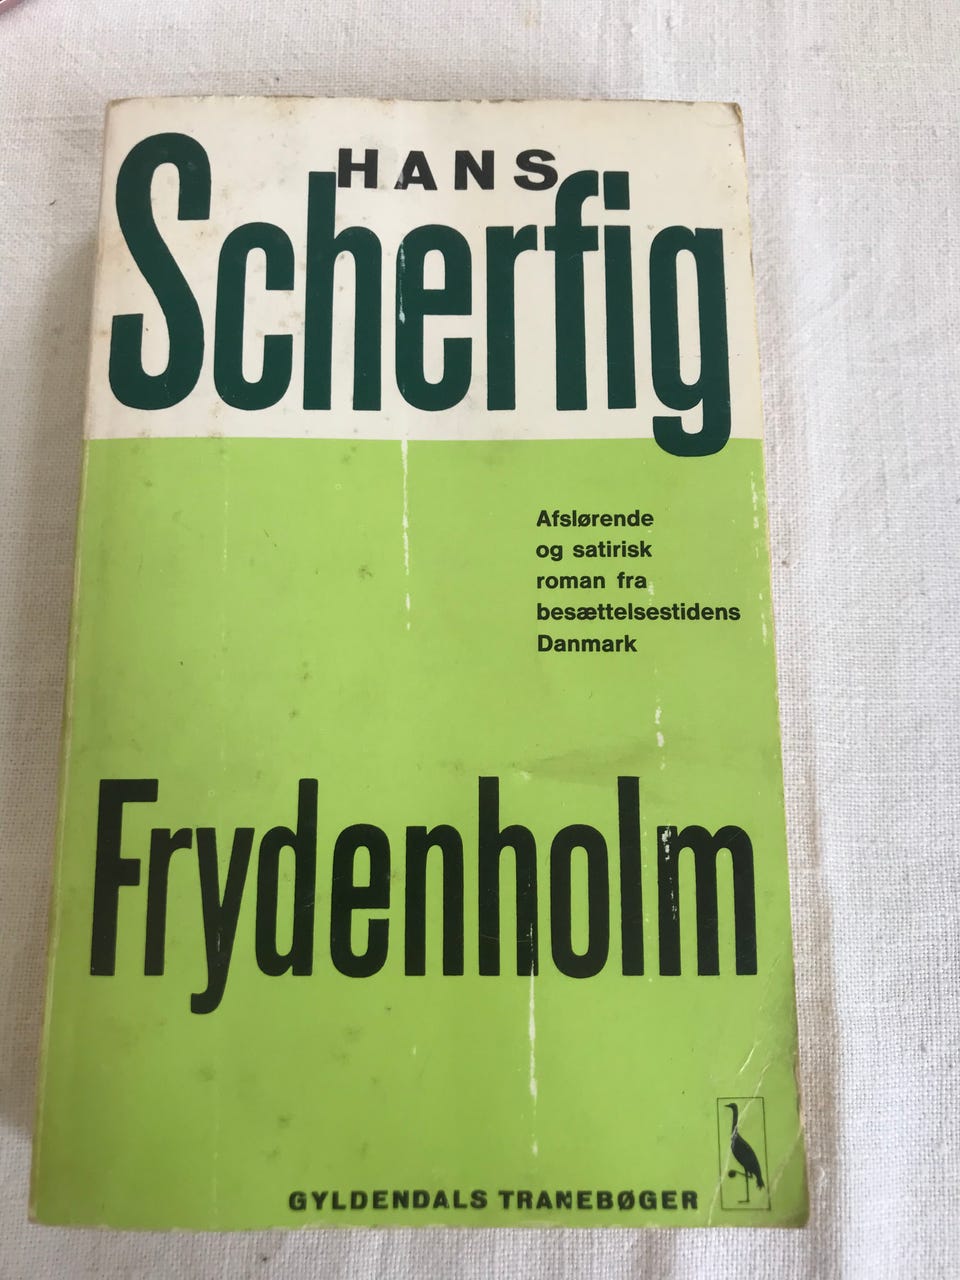 HANS
Scherfig
Afslørende
og satirisk
roman fra
besættelsestidens
Danmark
Frydenholm
GYLDENDALS TRANEBØGER